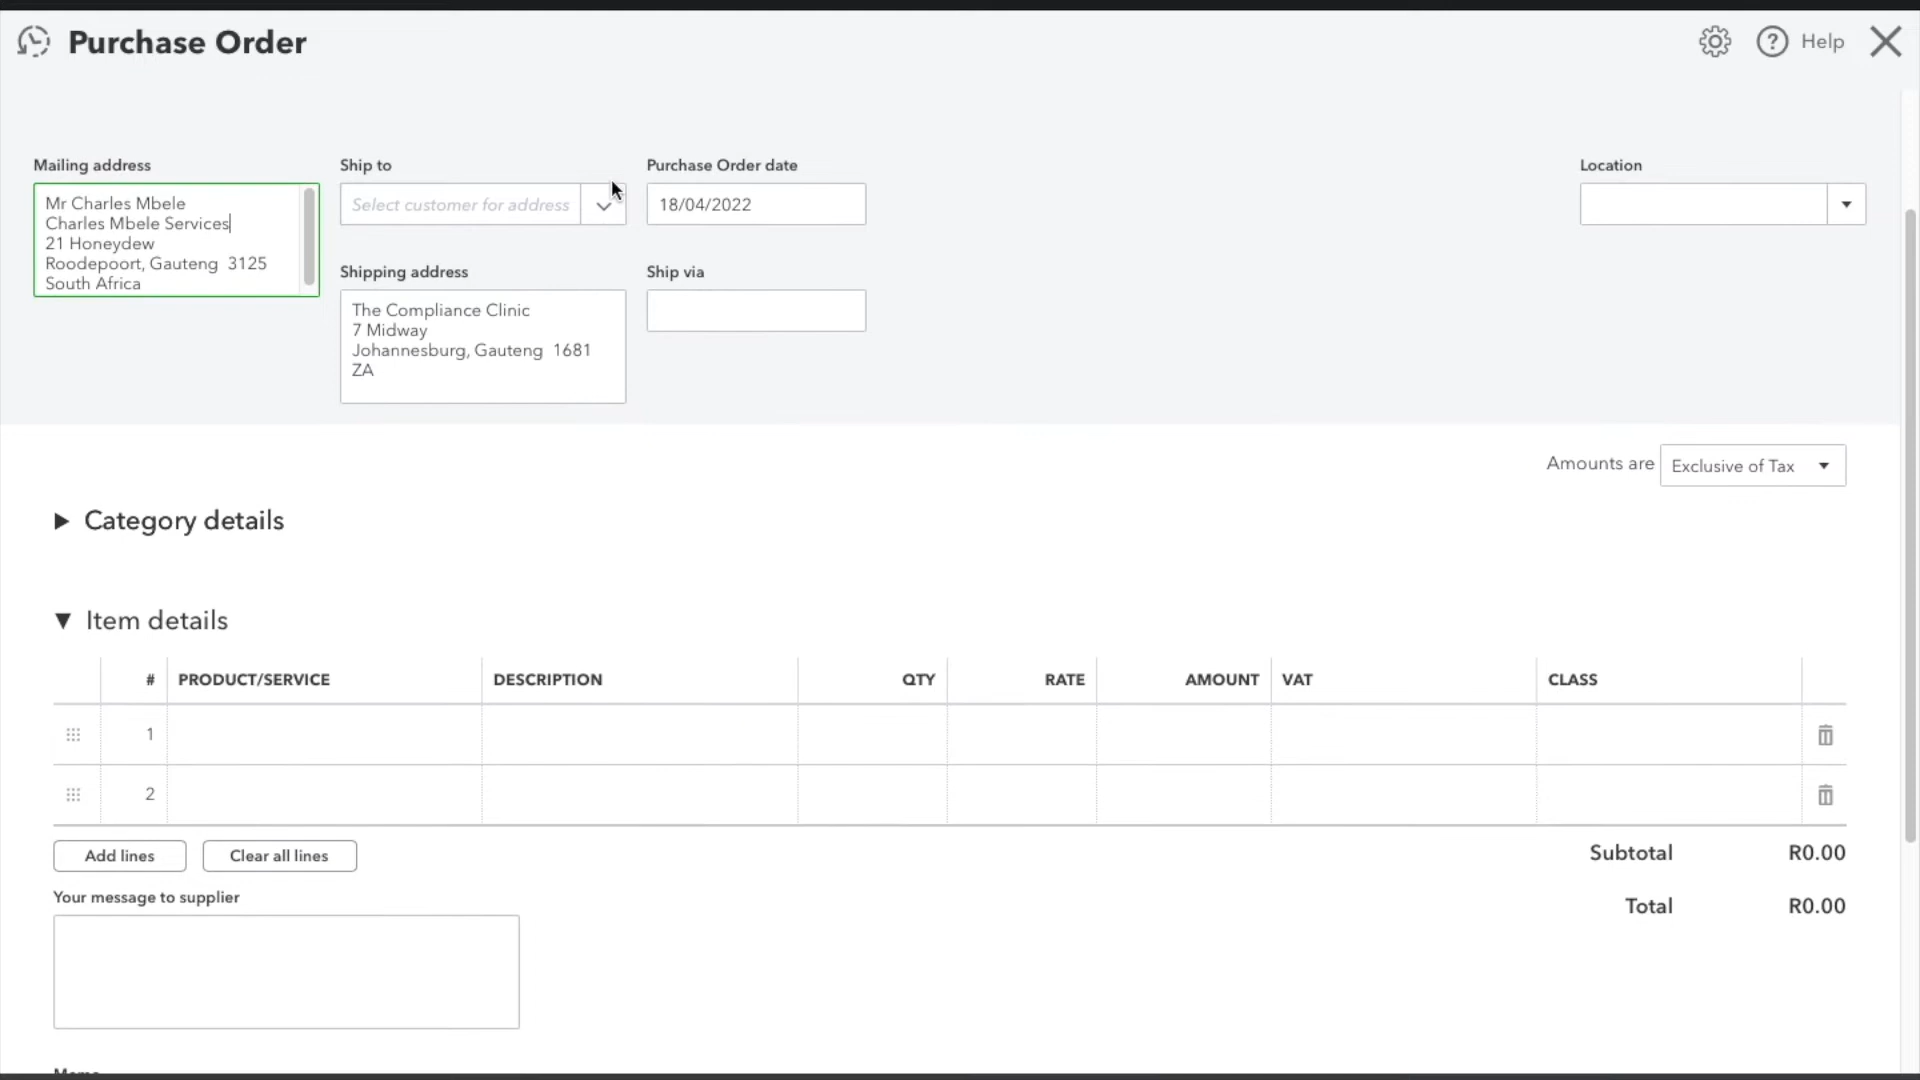 Purchase Order
? Help
Mailing address
Ship to
Purchase Order date
Location
Mr Charles Mbele
Charles Mbele Services
21 Honeydew
Roodepoort, Gauteng 3125
South Africa
Select customer for address
18/04/2022
Shipping address
Ship via
The Compliance Clinic
7 Midway
Johannesburg, Gauteng 1681
ZA
Amounts are Exclusive of Tax
Category details
Item details
# PRODUCT/SERVICE DESCRIPTION QTY RATE AMOUNT VAT CLASS
1
2
Add lines Clear all lines
Subtotal R0.00
Your message to supplier
Total R0.00